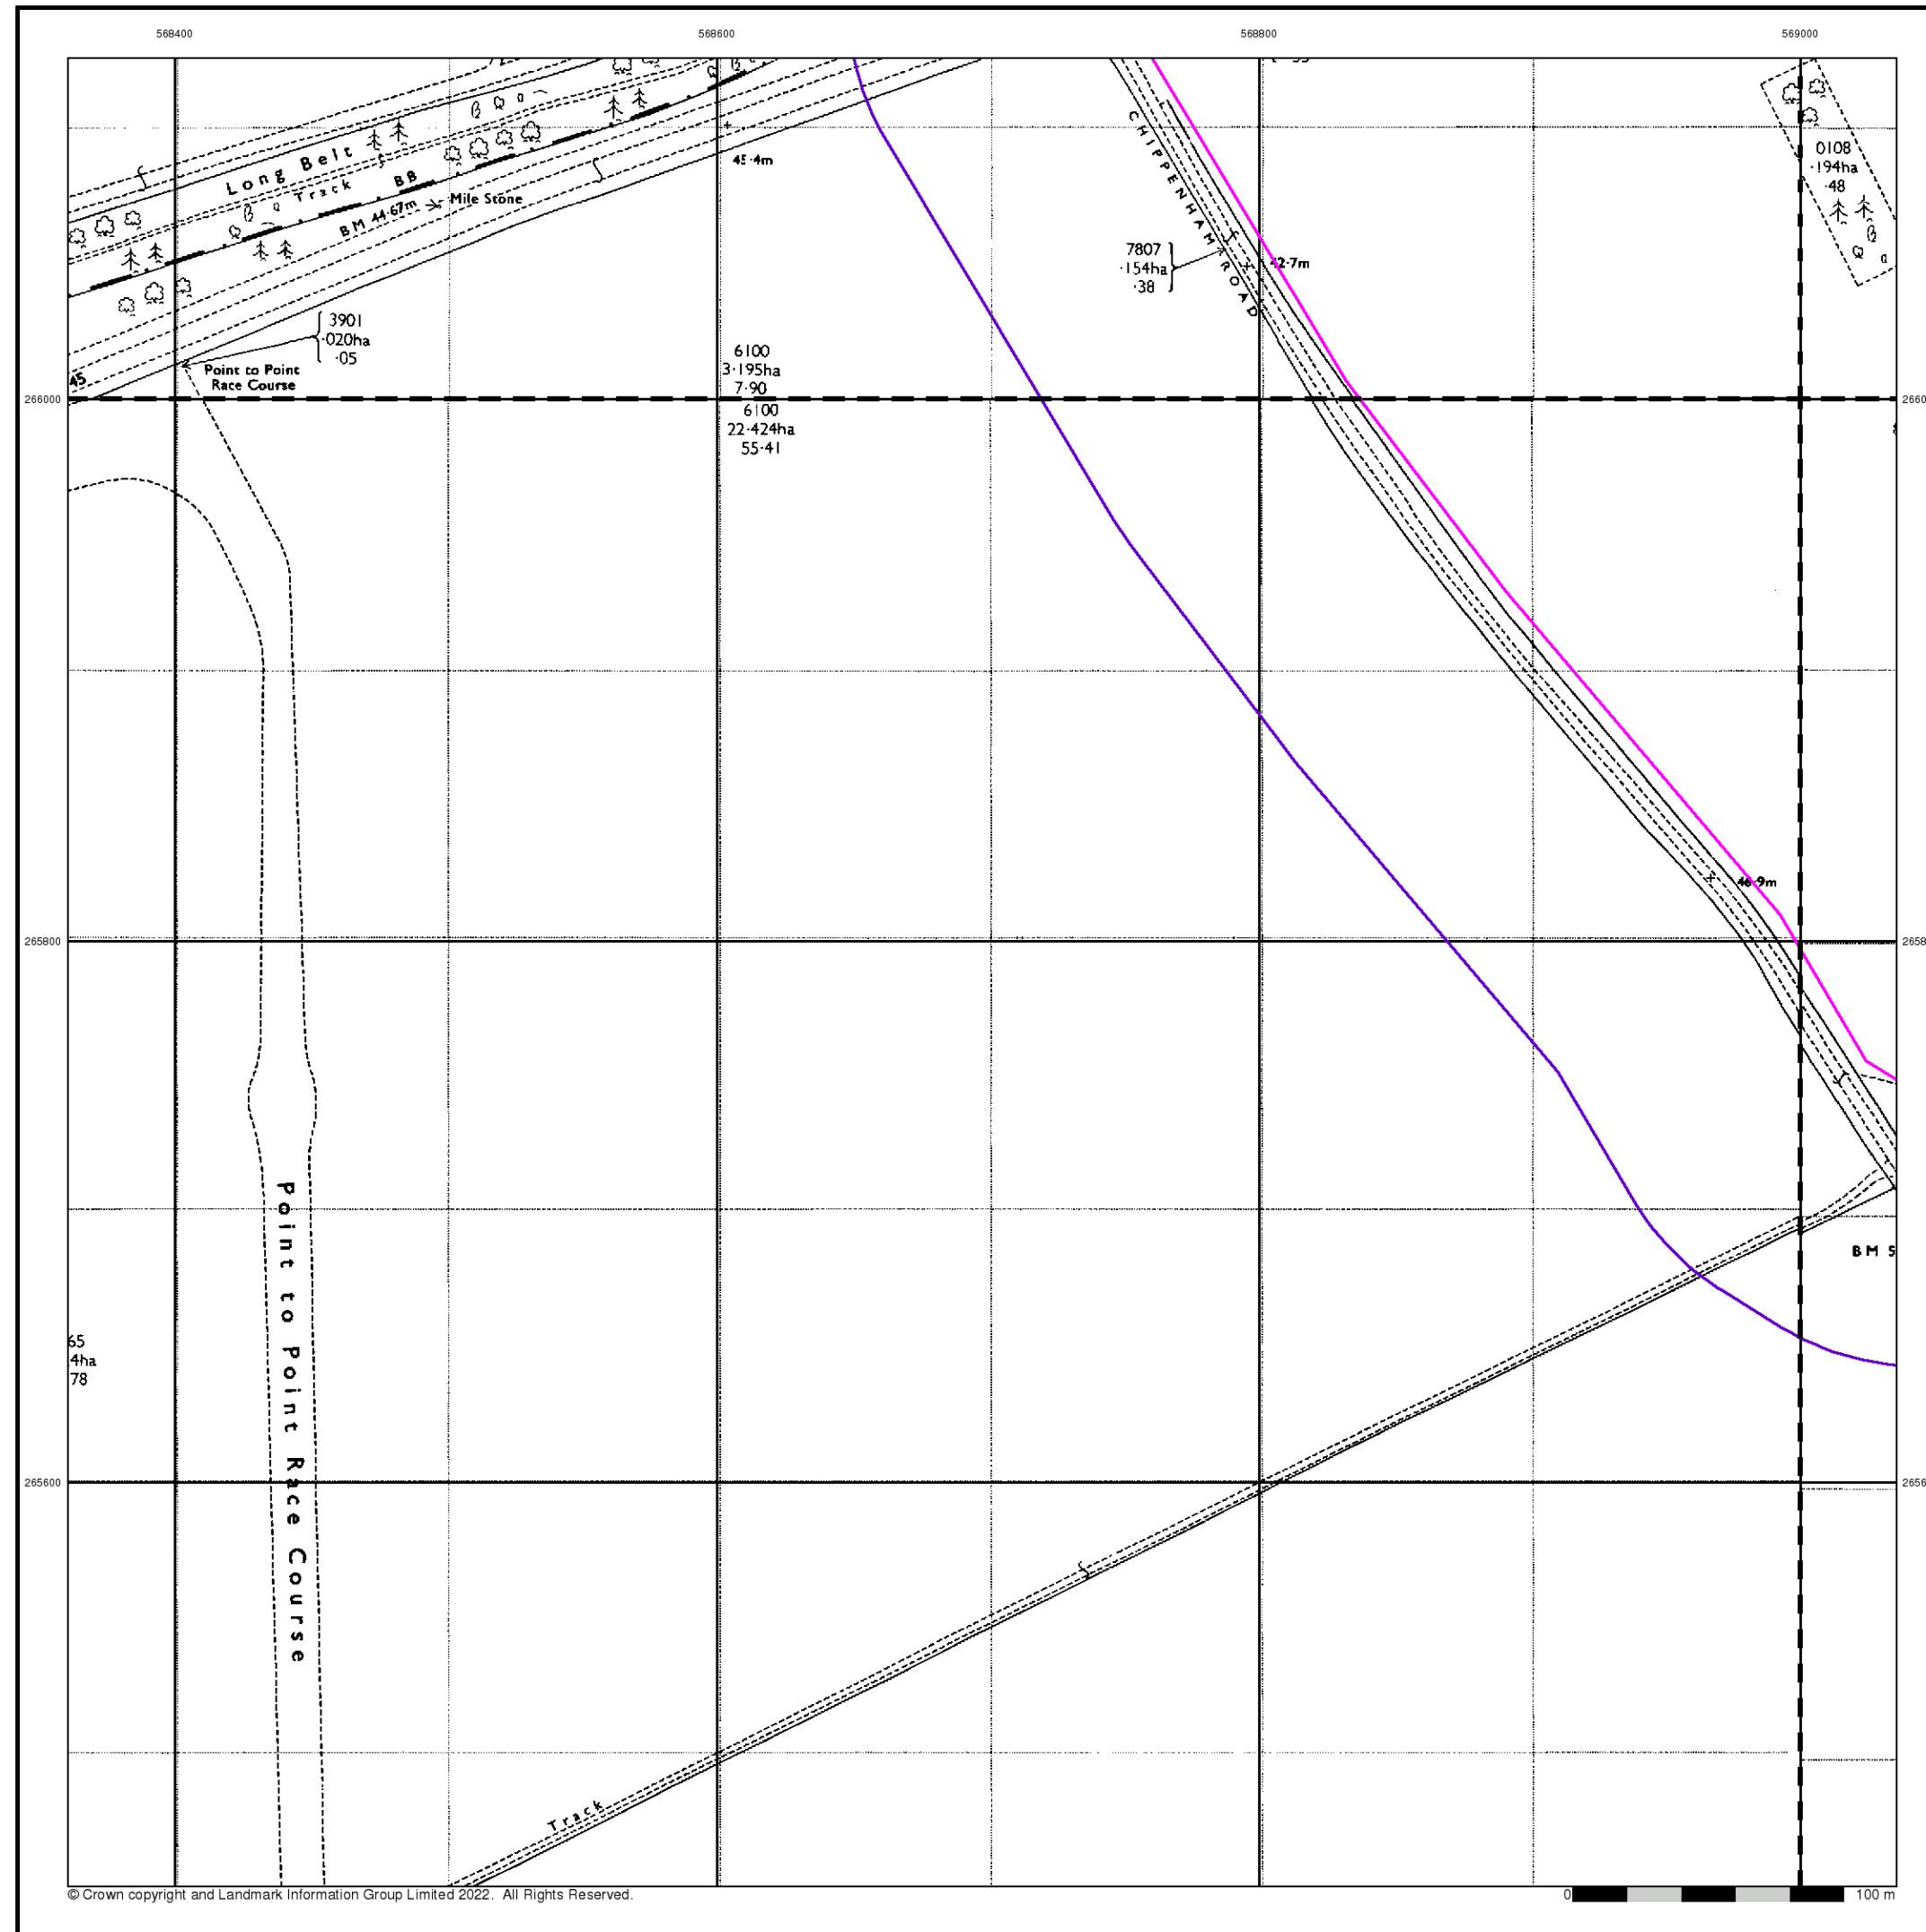 568400
568600
568800
569000
Long Belt
Track
BB
BM 44·67m
Mile Stone
45·4m
CHIPPENHAM ROAD
7807
·154ha
·38
42·7m
0108
·194ha
·48
3901
·020ha
·05
Point to Point
Race Course
45
6100
3·195ha
7·90
266000
2660
6100
22·424ha
55·41
46·9m
265800
2658
Point to Point Race Course
BM 5
65
4ha
78
265600
2656
Track
© Crown copyright and Landmark Information Group Limited 2022. All Rights Reserved.
0
100 m